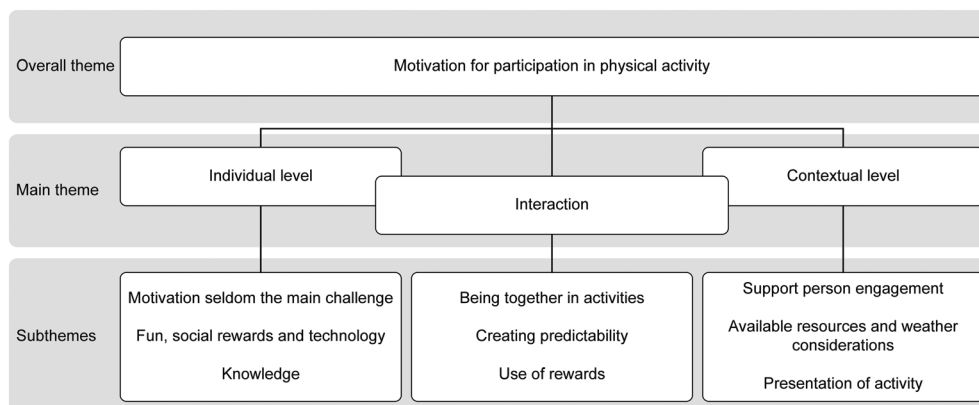 Overall theme
Motivation for participation in physical activity
Main theme
Individual level
Interaction
Contextual level
Subthemes
Motivation seldom the main challenge
Fun, social rewards and technology
Knowledge
Being together in activities
Creating predictability
Use of rewards
Support person engagement
Available resources and weather
considerations
Presentation of activity